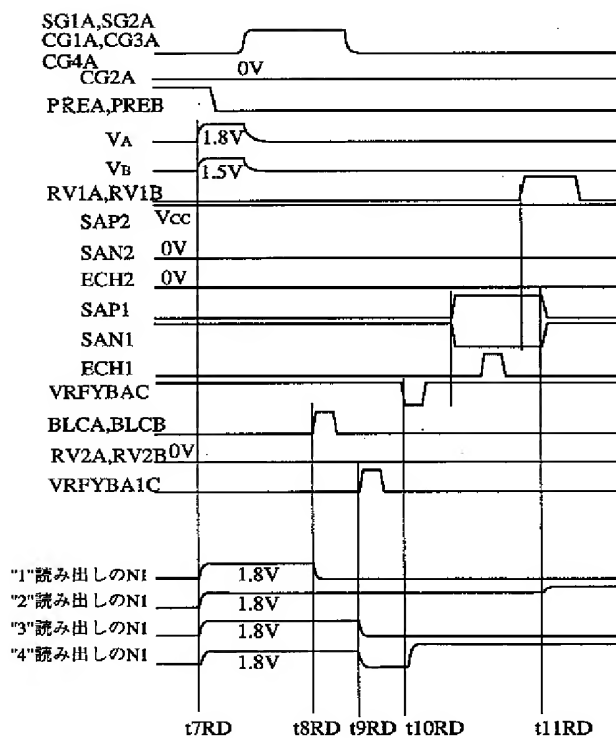 SG1A,SG2A
CG1A,CG3A
CG4A
0V
CG2A
PREA,PREB
VA
1.8V
VB
1.5V
RV1A,RV1B
SAP2 Vcc
SAN2 0V
ECH2 0V
SAP1
SAN1
ECH1
VRFYBAC
BLCA,BLCB
RV2A,RV2B 0V
VRFYBA1C
"1"読み出しのN1 1.8V
"2"読み出しのN1 1.8V
"3"読み出しのN1 1.8V
"4"読み出しのN1 1.8V
t7RD t8RD t9RD t10RD t11RD